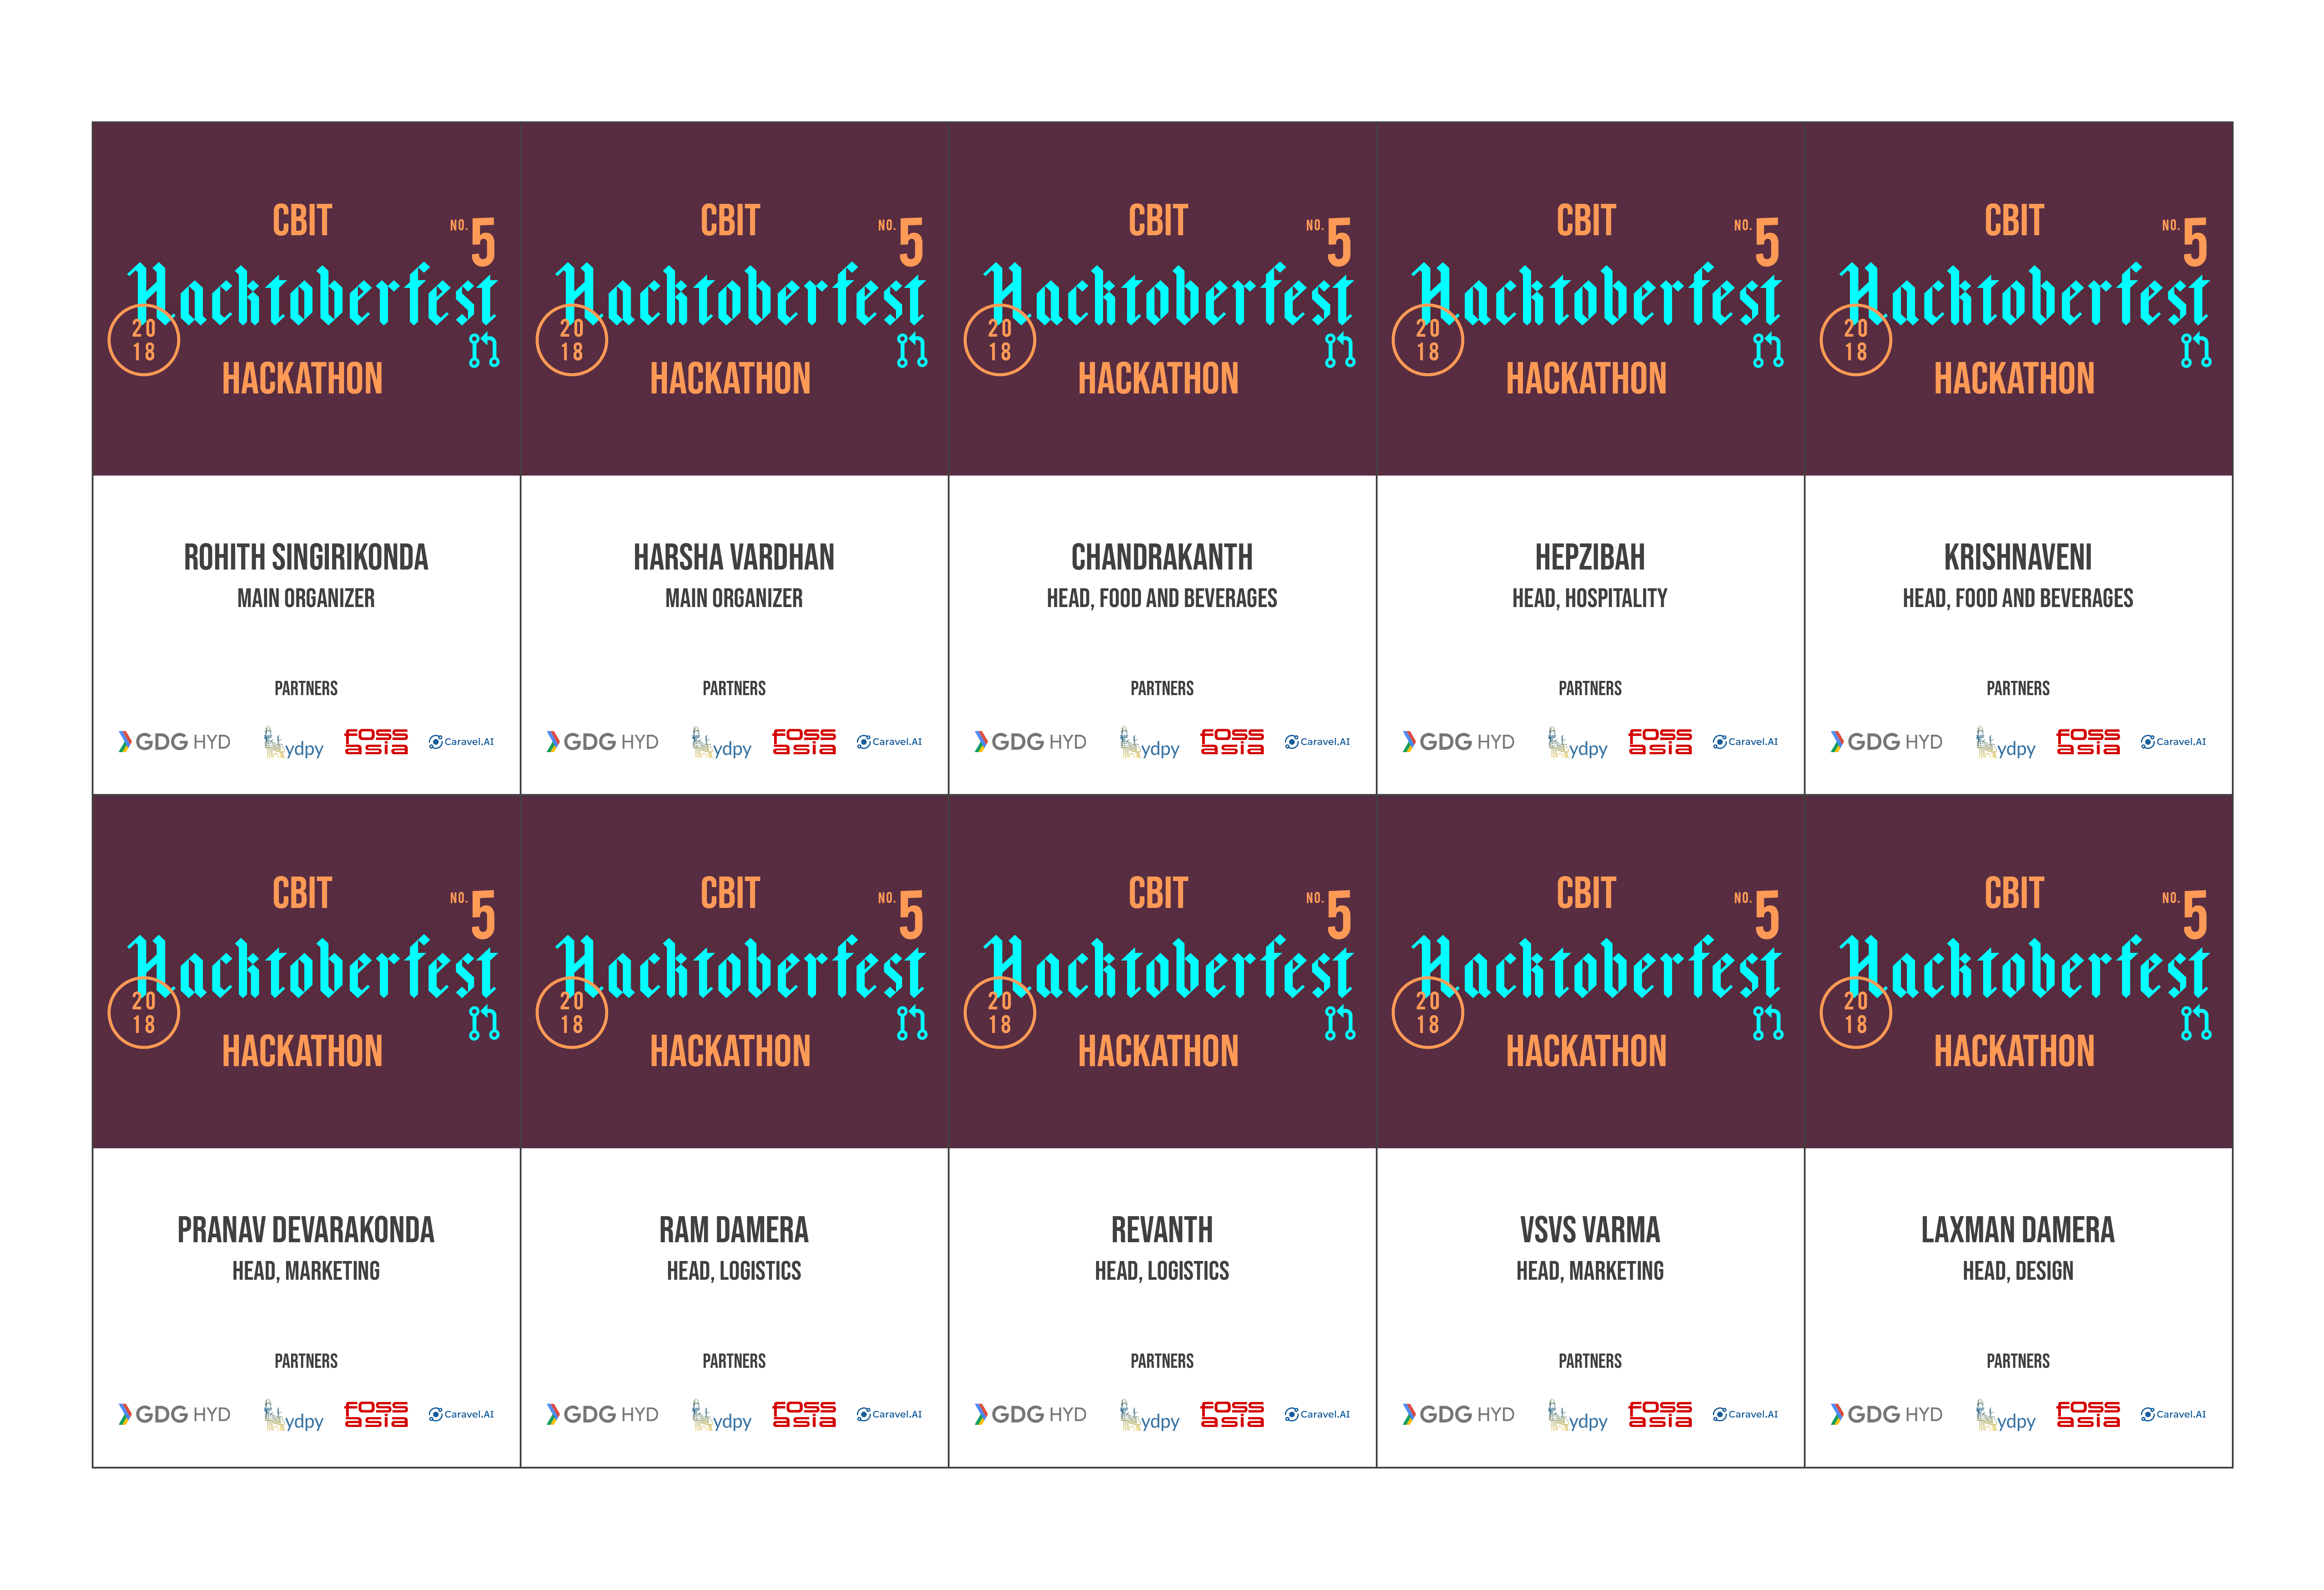 CBIT
NO. 5
Hacktoberfest
20
18
HACKATHON
ROHITH SINGIRIKONDA
MAIN ORGANIZER
PARTNERS
GDG HYD ydpy FOSS asia Caravel.AI
CBIT
NO. 5
Hacktoberfest
20
18
HACKATHON
HARSHA VARDHAN
MAIN ORGANIZER
PARTNERS
GDG HYD ydpy FOSS asia Caravel.AI
CBIT
NO. 5
Hacktoberfest
20
18
HACKATHON
CHANDRAKANTH
HEAD, FOOD AND BEVERAGES
PARTNERS
GDG HYD ydpy FOSS asia Caravel.AI
CBIT
NO. 5
Hacktoberfest
20
18
HACKATHON
HEPZIBAH
HEAD, HOSPITALITY
PARTNERS
GDG HYD ydpy FOSS asia Caravel.AI
CBIT
NO. 5
Hacktoberfest
20
18
HACKATHON
KRISHNAVENI
HEAD, FOOD AND BEVERAGES
PARTNERS
GDG HYD ydpy FOSS asia Caravel.AI
CBIT
NO. 5
Hacktoberfest
20
18
HACKATHON
PRANAV DEVARAKONDA
HEAD, MARKETING
PARTNERS
GDG HYD ydpy FOSS asia Caravel.AI
CBIT
NO. 5
Hacktoberfest
20
18
HACKATHON
RAM DAMERA
HEAD, LOGISTICS
PARTNERS
GDG HYD ydpy FOSS asia Caravel.AI
CBIT
NO. 5
Hacktoberfest
20
18
HACKATHON
REVANTH
HEAD, LOGISTICS
PARTNERS
GDG HYD ydpy FOSS asia Caravel.AI
CBIT
NO. 5
Hacktoberfest
20
18
HACKATHON
VSVS VARMA
HEAD, MARKETING
PARTNERS
GDG HYD ydpy FOSS asia Caravel.AI
CBIT
NO. 5
Hacktoberfest
20
18
HACKATHON
LAXMAN DAMERA
HEAD, DESIGN
PARTNERS
GDG HYD ydpy FOSS asia Caravel.AI